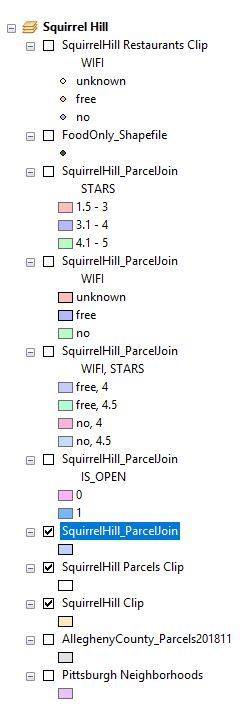 Squirrel Hill
SquirrelHill Restaurants Clip
WIFI
unknown
free
no
FoodOnly_Shapefile
SquirrelHill_ParcelJoin
STARS
1.5 - 3
3.1 - 4
4.1 - 5
SquirrelHill_ParcelJoin
WIFI
unknown
free
no
SquirrelHill_ParcelJoin
WIFI, STARS
free, 4
free, 4.5
no, 4
no, 4.5
SquirrelHill_ParcelJoin
IS_OPEN
0
1
SquirrelHill_ParcelJoin
SquirrelHill Parcels Clip
SquirrelHill Clip
AlleghenyCounty_Parcels201811
Pittsburgh Neighborhoods